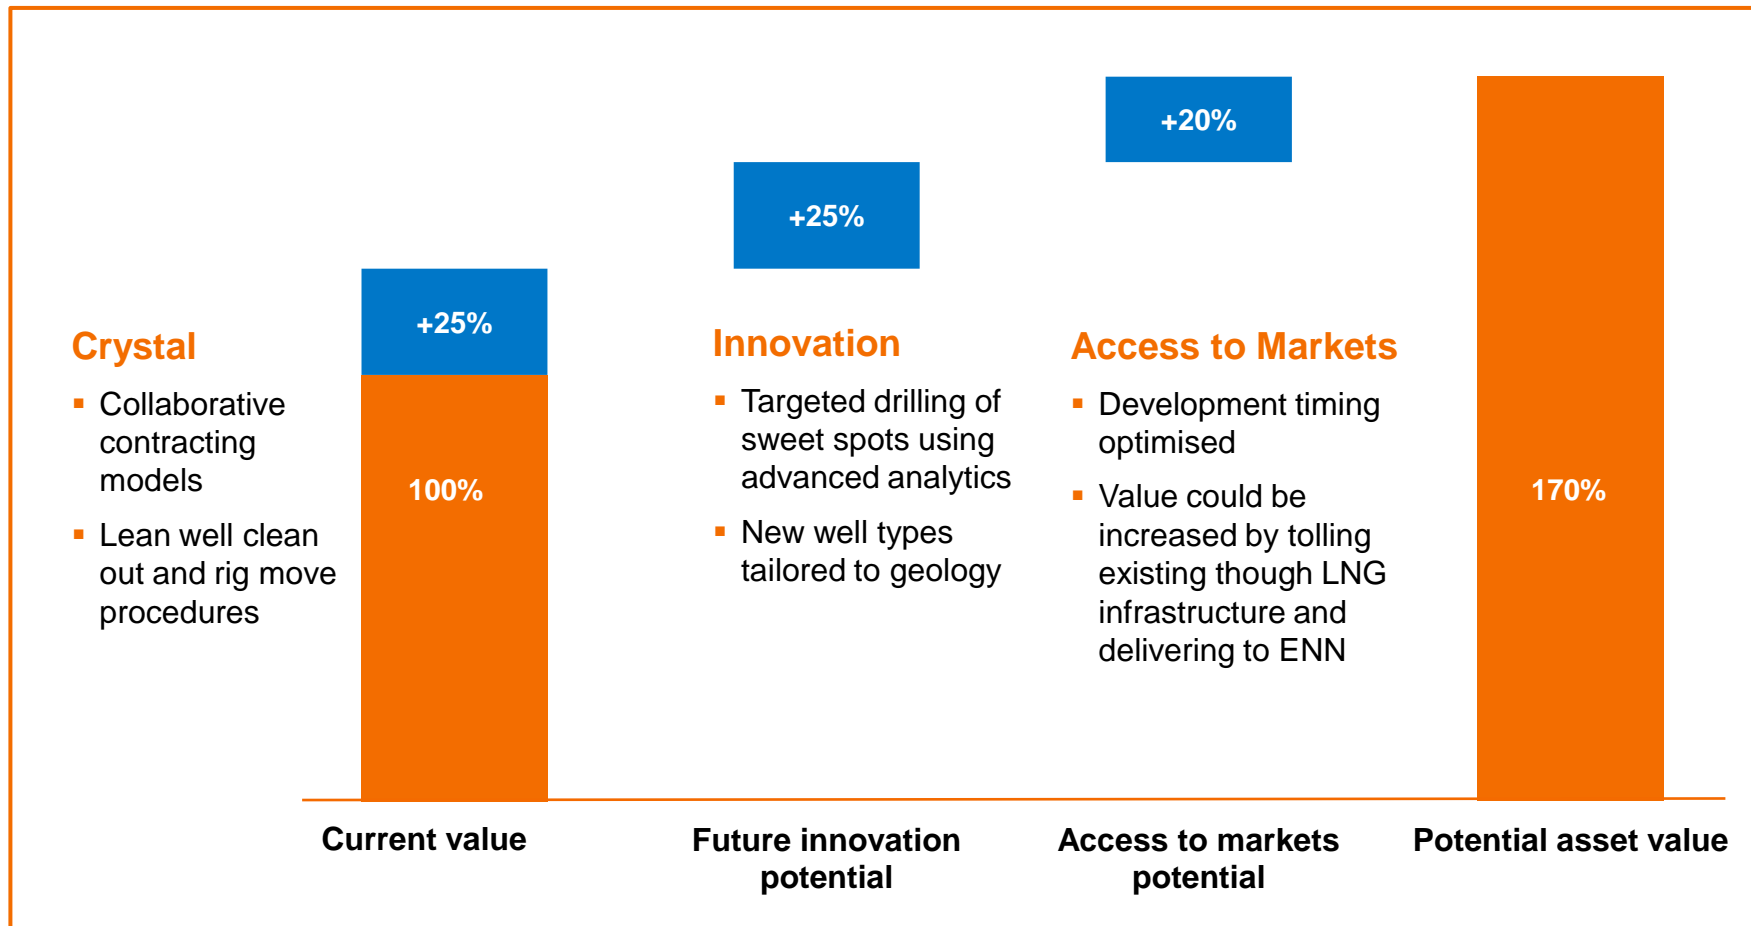 Crystal
▪ Collaborative
contracting
models
▪ Lean well clean
out and rig move
procedures
+25%
100%
Current value
+25%
Innovation
▪ Targeted drilling of
sweet spots using
advanced analytics
▪ New well types
tailored to geology
Future innovation
potential
+20%
Access to Markets
▪ Development timing
optimised
▪ Value could be
increased by tolling
existing though LNG
infrastructure and
delivering to ENN
Access to markets
potential
170%
Potential asset value